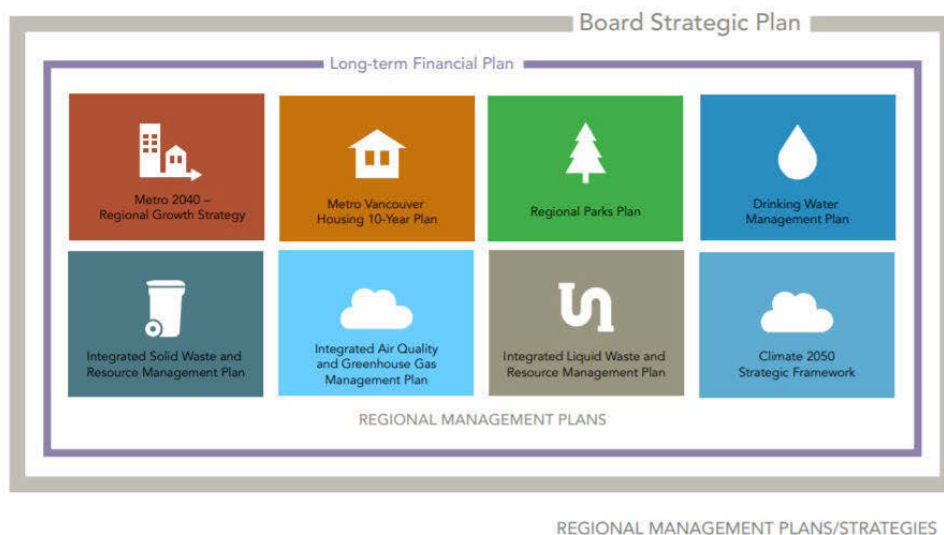 Board Strategic Plan
Long-term Financial Plan
Metro 2040 –
Regional Growth Strategy
Metro Vancouver
Housing 10-Year Plan
Regional Parks Plan
Drinking Water
Management Plan
Integrated Solid Waste and
Resource Management Plan
Integrated Air Quality
and Greenhouse Gas
Management Plan
Integrated Liquid Waste and
Resource Management Plan
Climate 2050
Strategic Framework
REGIONAL MANAGEMENT PLANS
REGIONAL MANAGEMENT PLANS/STRATEGIES